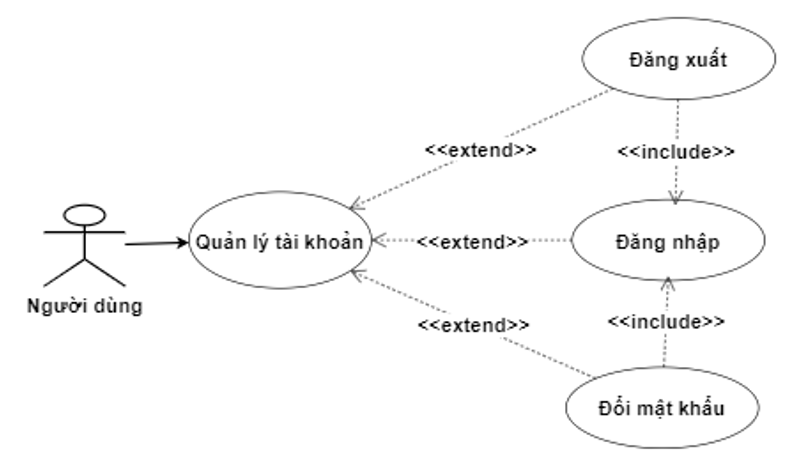 Đăng xuất
<<extend>>
<<include>>
Quản lý tài khoản
<<extend>>
Đăng nhập
Người dùng
<<extend>>
<<include>>
Đổi mật khẩu